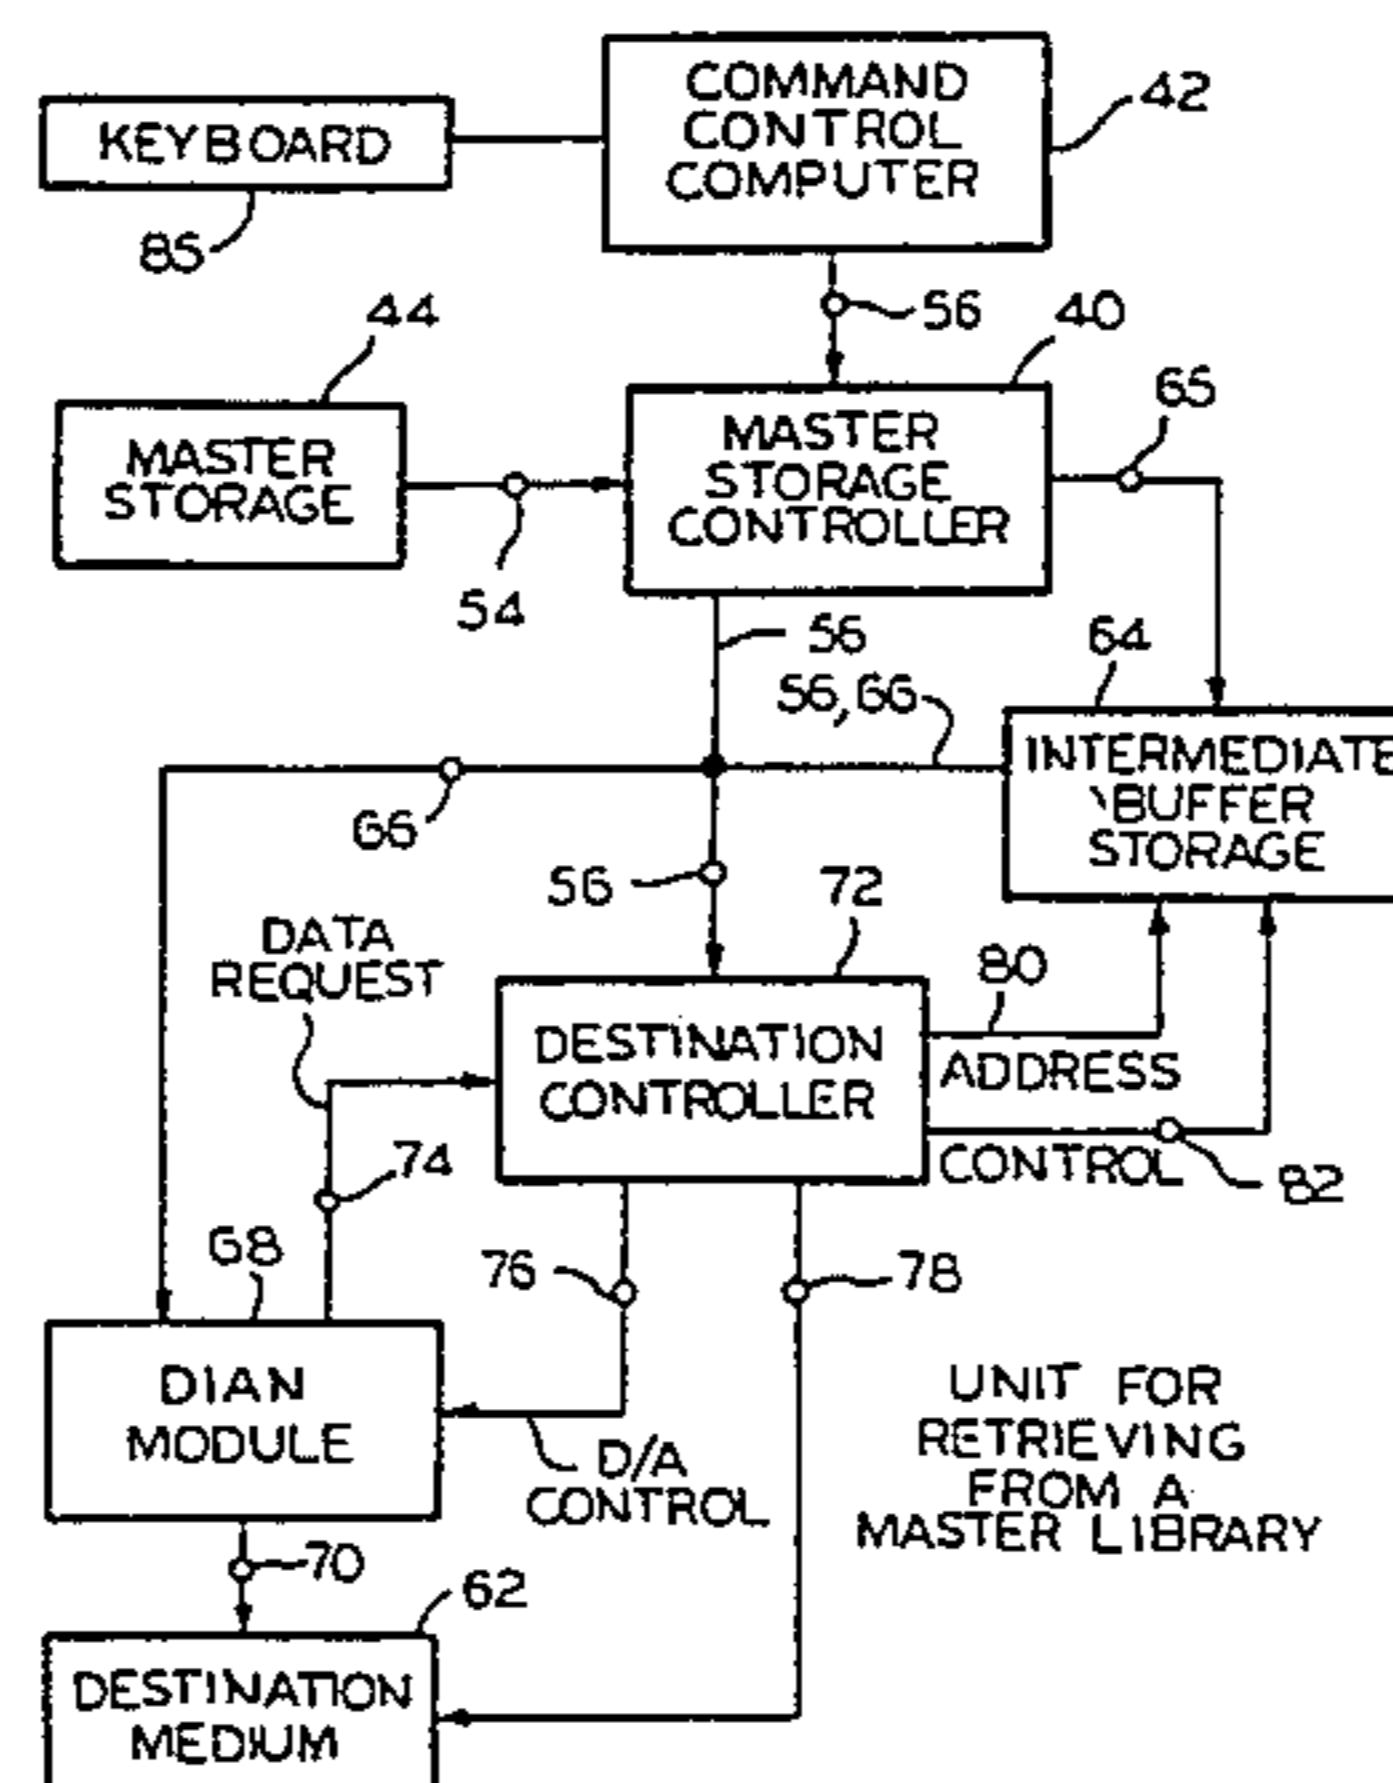 COMMAND
CONTROL
COMPUTER
42
KEYBOARD
85
56
44
40
65
MASTER
STORAGE
MASTER
STORAGE
CONTROLLER
54
56
64
56,66
INTERMEDIATE
BUFFER
STORAGE
66
56
72
DATA
REQUEST
80
DESTINATION
CONTROLLER
ADDRESS
CONTROL
82
74
68
76
78
DIAN
MODULE
D/A
CONTROL
UNIT FOR
RETRIEVING
FROM A
MASTER LIBRARY
70
62
DESTINATION
MEDIUM